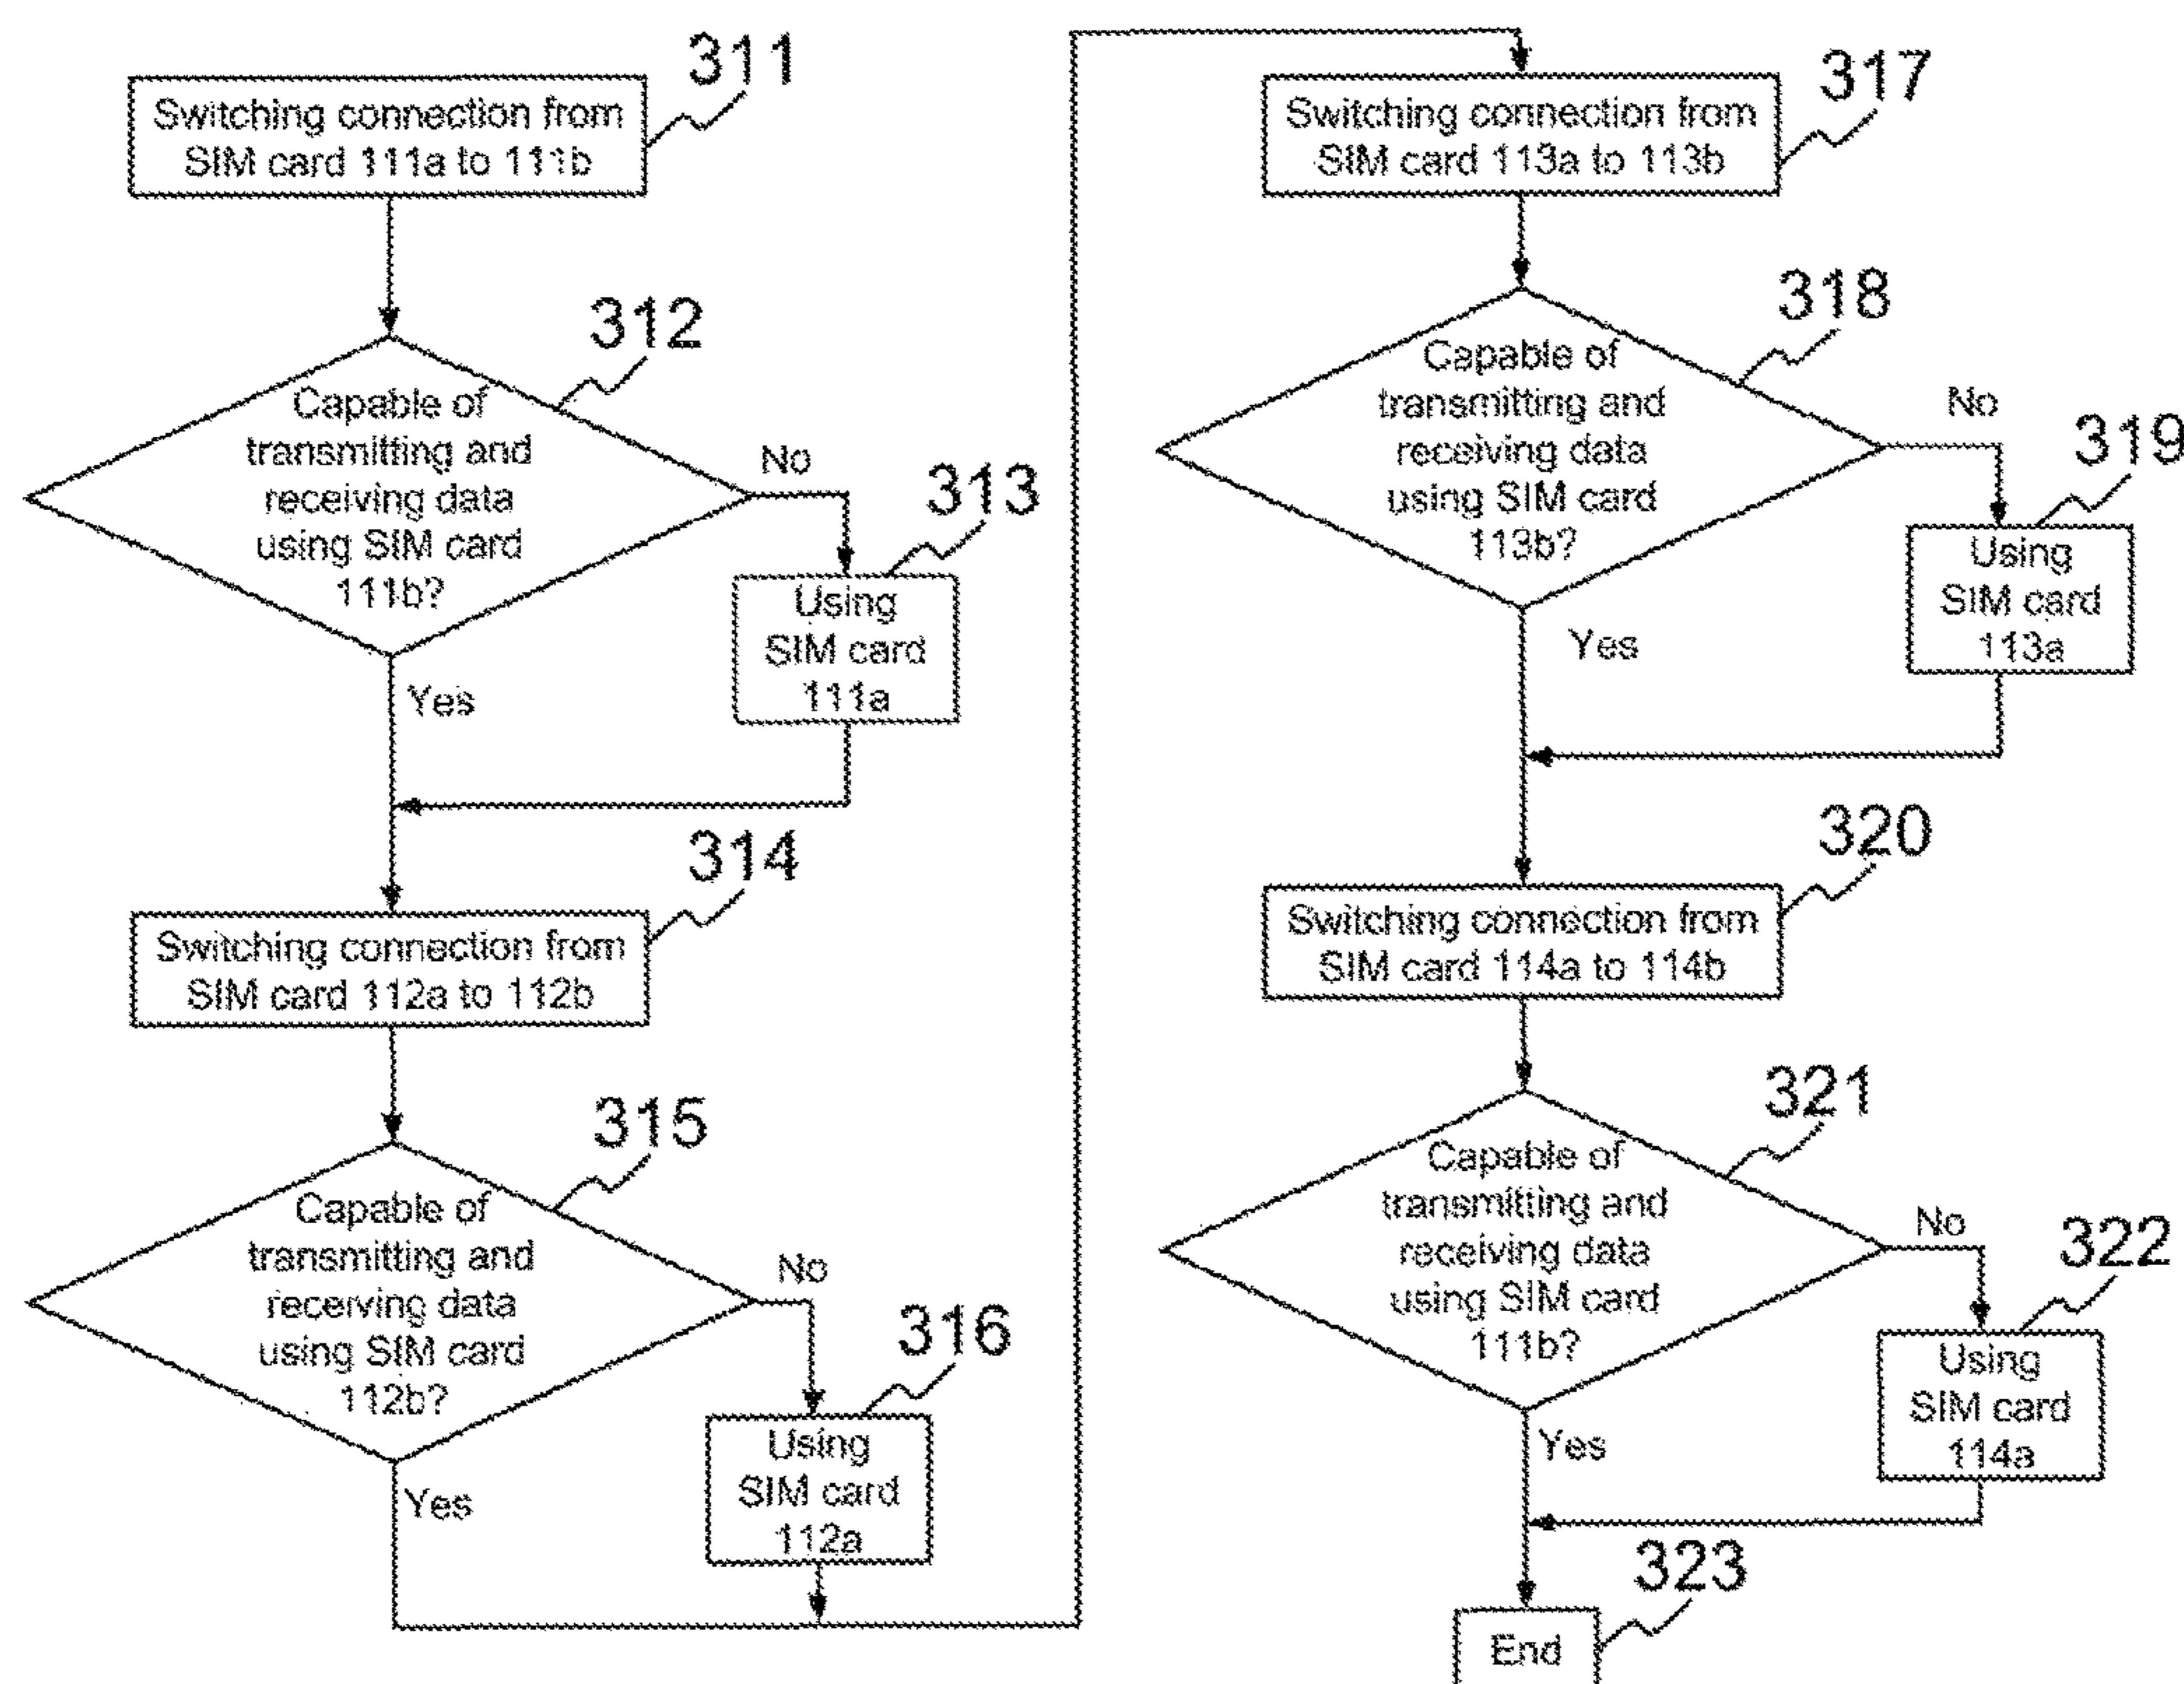 311
Switching connection from
SIM card 111a to 111b
312
Capable of
transmitting and
receiving data
using SIM card
111b?
No
313
Using
SIM card
111a
Yes
314
Switching connection from
SIM card 112a to 112b
315
Capable of
transmitting and
receiving data
using SIM card
112b?
No
316
Using
SIM card
112a
Yes
317
Switching connection from
SIM card 113a to 113b
318
Capable of
transmitting and
receiving data
using SIM card
113b?
No
319
Using
SIM card
113a
Yes
320
Switching connection from
SIM card 114a to 114b
321
Capable of
transmitting and
receiving data
using SIM card
111b?
No
322
Using
SIM card
114a
Yes
323
End